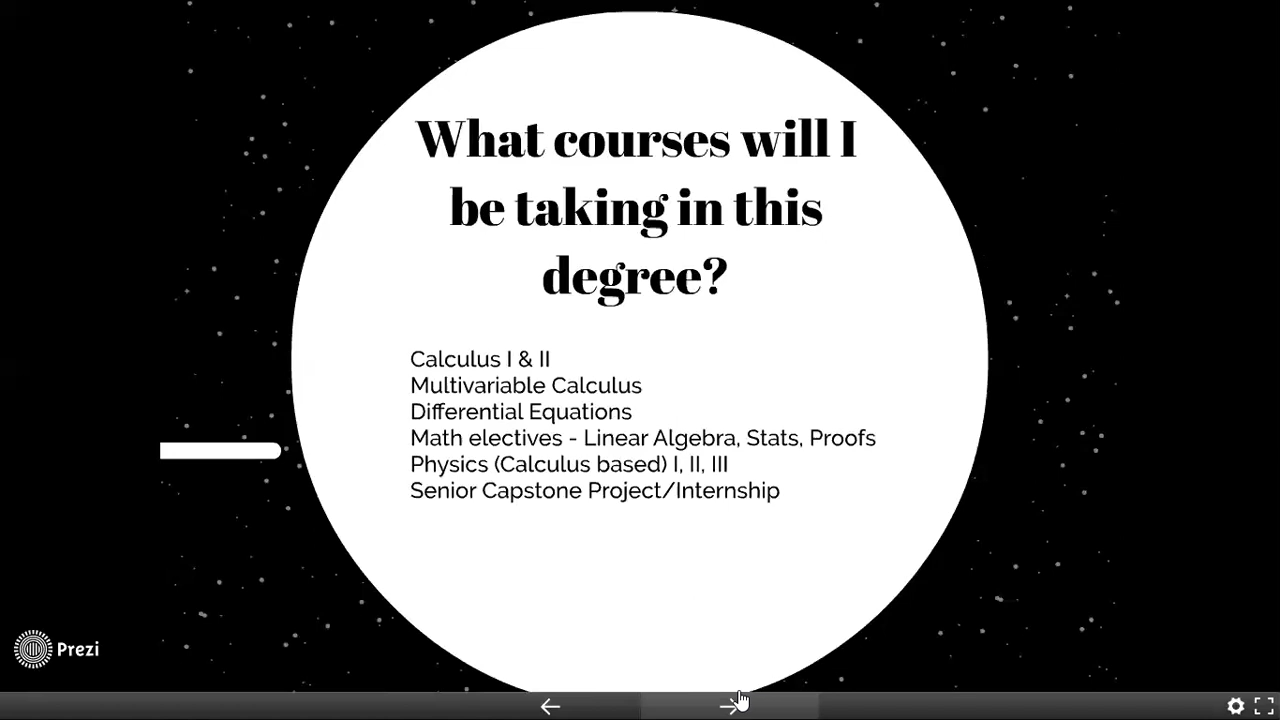 What courses will I
be taking in this
degree?
Calculus I & II
Multivariable Calculus
Differential Equations
Math electives - Linear Algebra, Stats, Proofs
Physics (Calculus based) I, II, III
Senior Capstone Project/Internship
Prezi